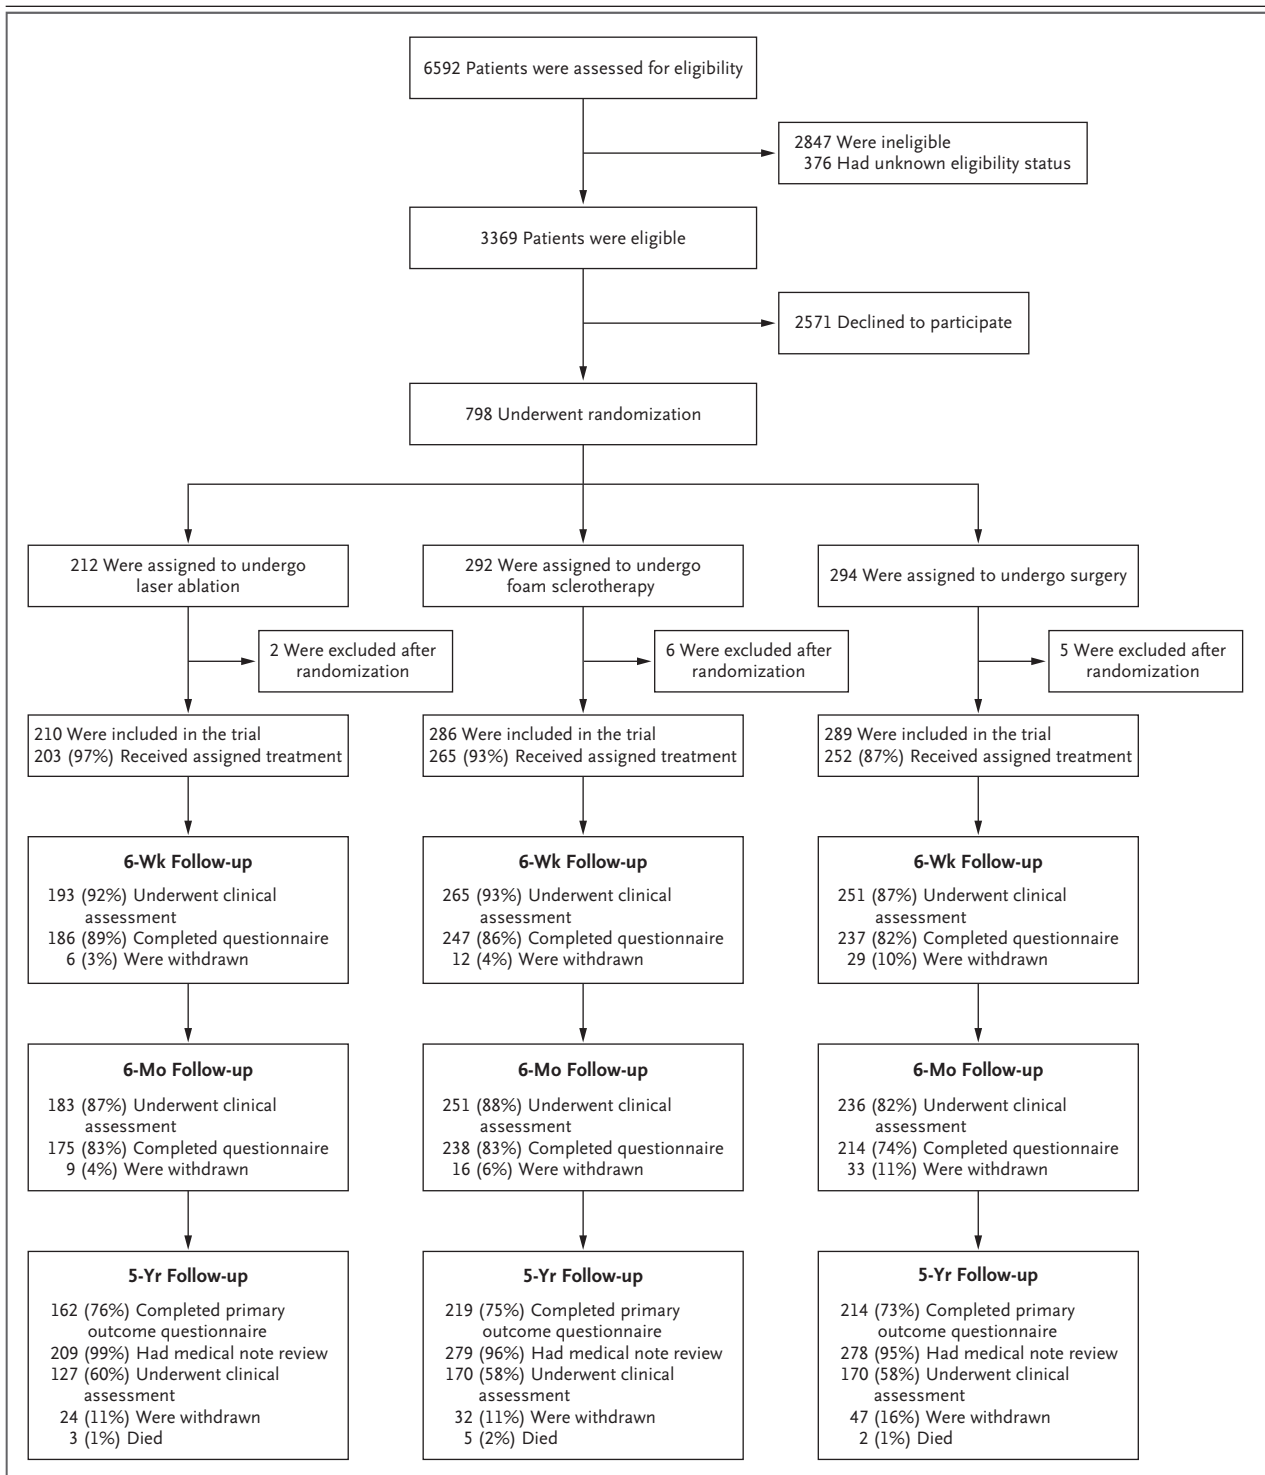 6592 Patients were assessed for eligibility
2847 Were ineligible
376 Had unknown eligibility status
3369 Patients were eligible
2571 Declined to participate
798 Underwent randomization
212 Were assigned to undergo
laser ablation
292 Were assigned to undergo
foam sclerotherapy
294 Were assigned to undergo surgery
2 Were excluded after
randomization
6 Were excluded after
randomization
5 Were excluded after
randomization
210 Were included in the trial
203 (97%) Received assigned treatment
286 Were included in the trial
265 (93%) Received assigned treatment
289 Were included in the trial
252 (87%) Received assigned treatment
6-Wk Follow-up
193 (92%) Underwent clinical
assessment
186 (89%) Completed questionnaire
6 (3%) Were withdrawn
6-Wk Follow-up
265 (93%) Underwent clinical
assessment
247 (86%) Completed questionnaire
12 (4%) Were withdrawn
6-Wk Follow-up
251 (87%) Underwent clinical
assessment
237 (82%) Completed questionnaire
29 (10%) Were withdrawn
6-Mo Follow-up
183 (87%) Underwent clinical
assessment
175 (83%) Completed questionnaire
9 (4%) Were withdrawn
6-Mo Follow-up
251 (88%) Underwent clinical
assessment
238 (83%) Completed questionnaire
16 (6%) Were withdrawn
6-Mo Follow-up
236 (82%) Underwent clinical
assessment
214 (74%) Completed questionnaire
33 (11%) Were withdrawn
5-Yr Follow-up
162 (76%) Completed primary
outcome questionnaire
209 (99%) Had medical note review
127 (60%) Underwent clinical
assessment
24 (11%) Were withdrawn
3 (1%) Died
5-Yr Follow-up
219 (75%) Completed primary
outcome questionnaire
279 (96%) Had medical note review
170 (58%) Underwent clinical
assessment
32 (11%) Were withdrawn
5 (2%) Died
5-Yr Follow-up
214 (73%) Completed primary
outcome questionnaire
278 (95%) Had medical note review
170 (58%) Underwent clinical
assessment
47 (16%) Were withdrawn
2 (1%) Died